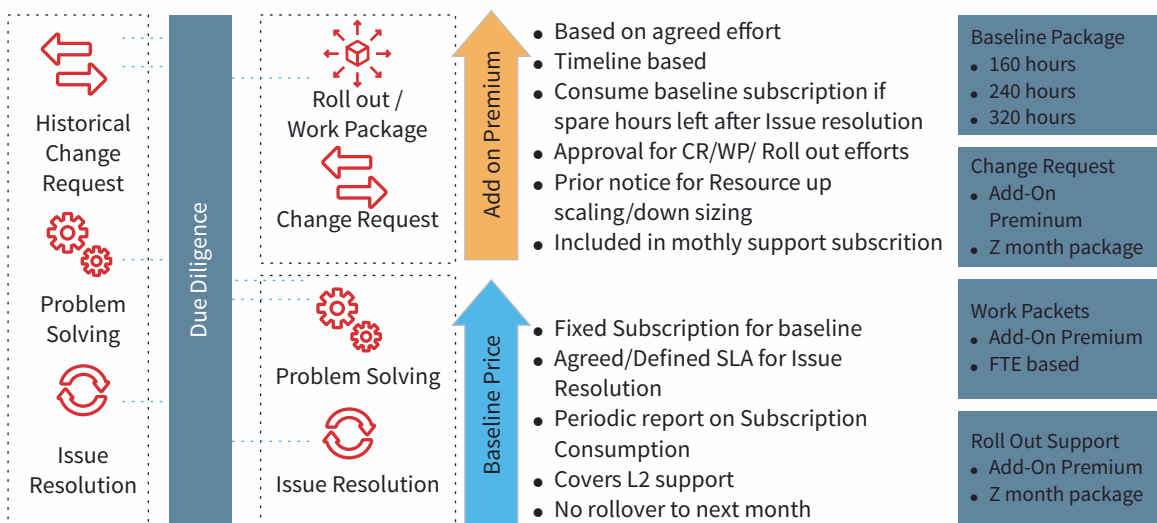 Historical
Change
Request
Problem
Solving
Issue
Resolution
Due Diligence
Roll out /
Work Package
Change Request
Problem Solving
Issue Resolution
Add on Premium
Baseline Price
• Based on agreed effort
• Timeline based
• Consume baseline subscription if
spare hours left after Issue resolution
• Approval for CR/WP/ Roll out efforts
• Prior notice for Resource up
scaling/down sizing
• Included in mothly support subscrition
• Fixed Subscription for baseline
• Agreed/Defined SLA for Issue
Resolution
• Periodic report on Subscription
Consumption
• Covers L2 support
• No rollover to next month
Baseline Package
• 160 hours
• 240 hours
• 320 hours
Change Request
• Add-On
Preminum
• Z month package
Work Packets
• Add-On Premium
• FTE based
Roll Out Support
• Add-On Premium
• Z month package